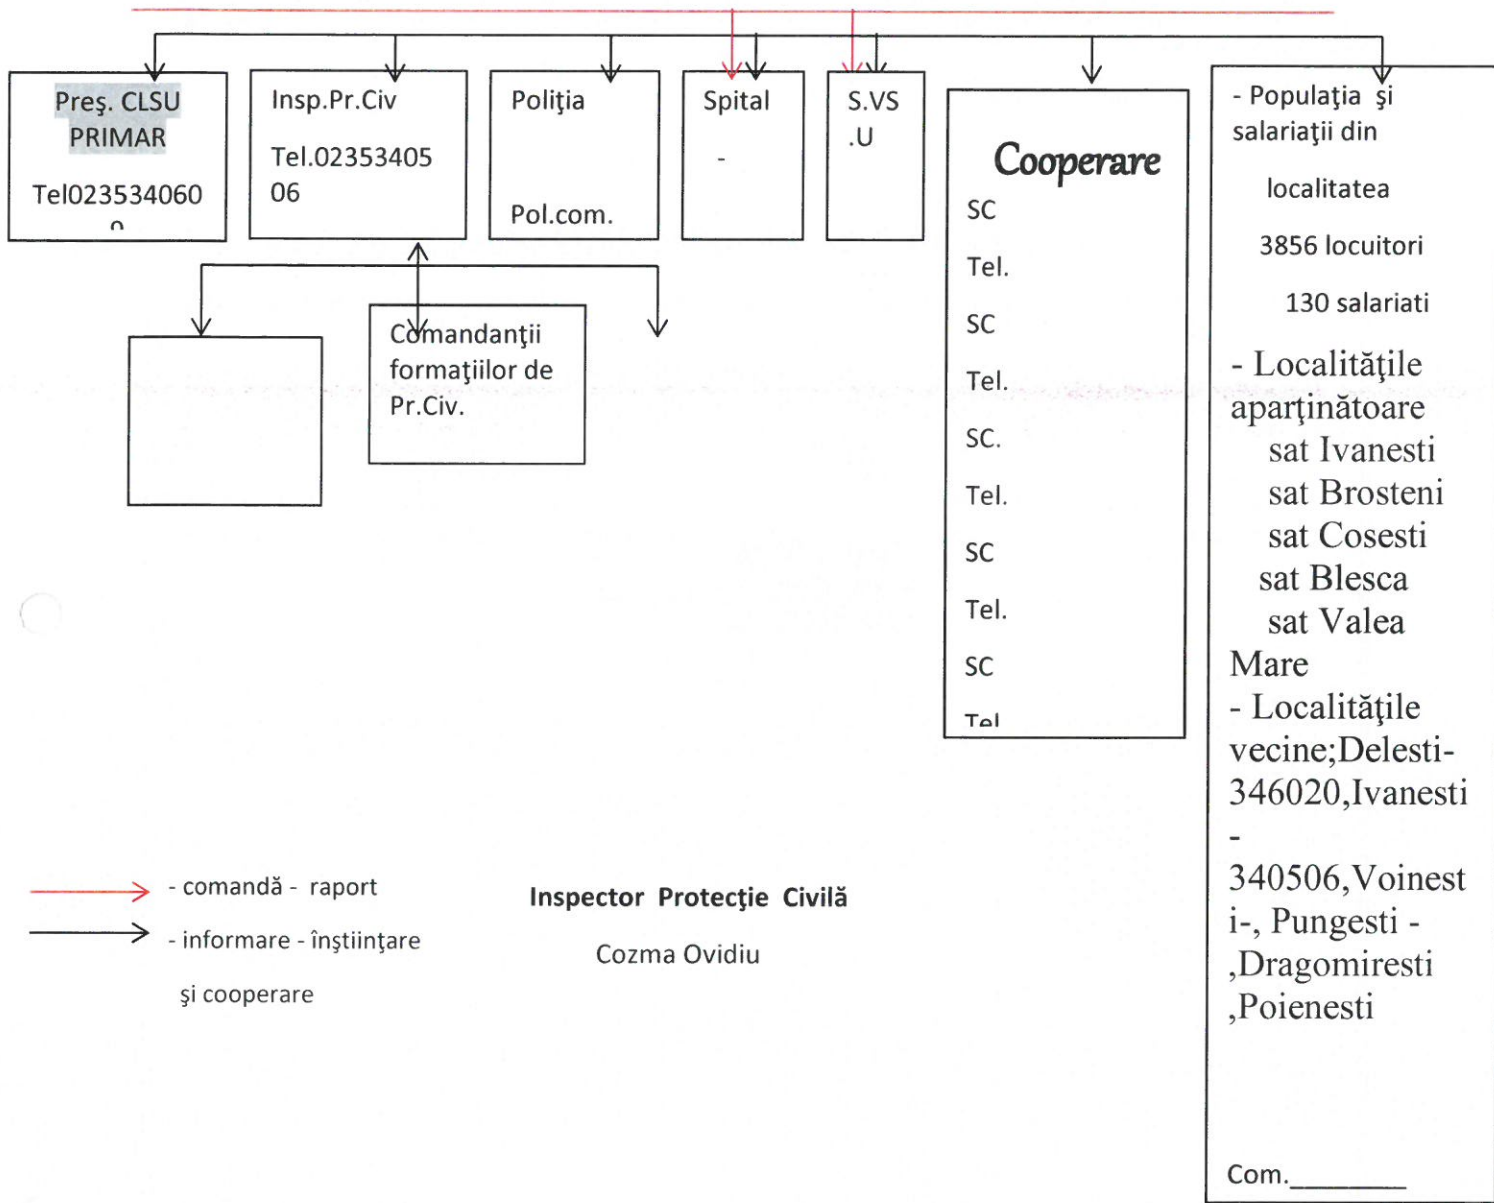 Preş. CLSU
PRIMAR
Tel023534060
Insp.Pr.Civ
Tel.02353405
06
Poliţia
Pol.com.
Spital
-
S.VS
.U
Comandanţii
formaţiilor de
Pr.Civ.
Cooperare
SC
Tel.
SC
Tel.
SC.
Tel.
SC
Tel.
SC
Tel
- Populaţia şi
salariaţii din
localitatea
3856 locuitori
130 salariati
- Localităţile
aparţinătoare
sat Ivanesti
sat Brosteni
sat Cosesti
sat Blesca
sat Valea
Mare
- Localităţile
vecine;Delesti-
346020,Ivanesti
-
340506,Voinest
i-, Pungesti -
,Dragomiresti
,Poienesti
Com.________
- comandă - raport
- informare - înştiinţare
şi cooperare
Inspector Protecţie Civilă
Cozma Ovidiu